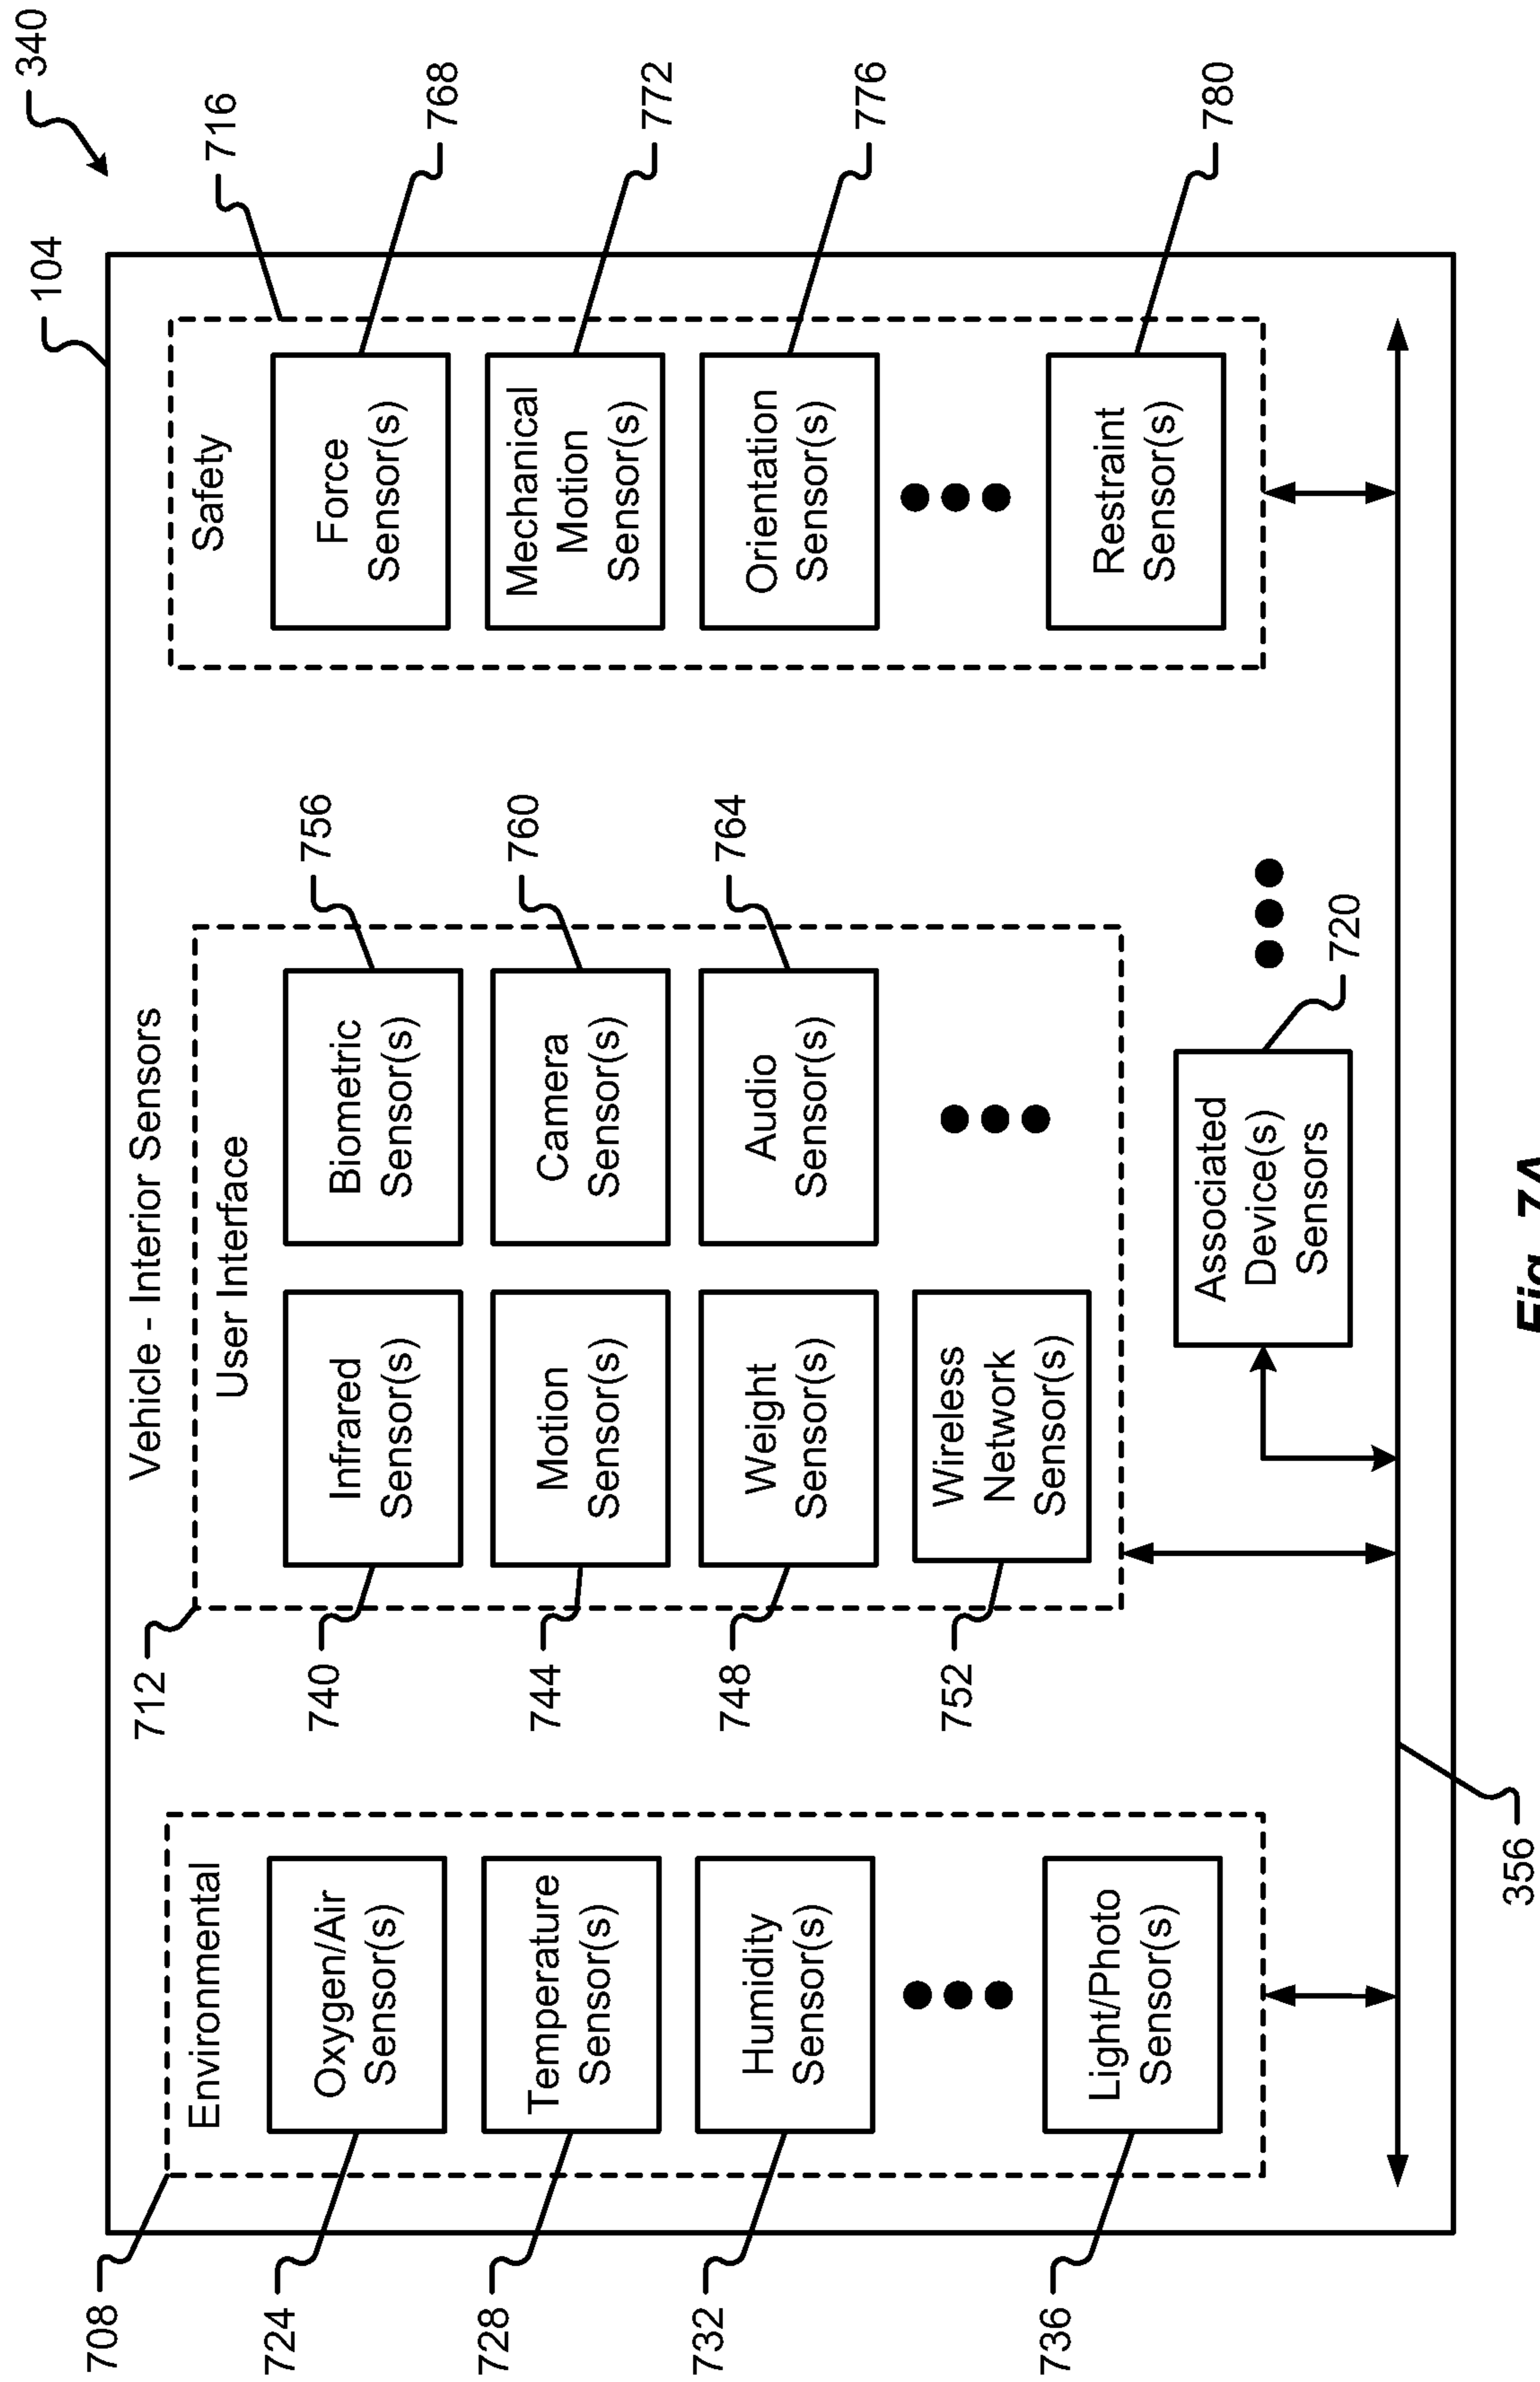 340
104
Vehicle - Interior Sensors
708
Environmental
724
Oxygen/Air
Sensor(s)
728
Temperature
Sensor(s)
732
Humidity
Sensor(s)
736
Light/Photo
Sensor(s)
712
User Interface
740
Infrared
Sensor(s)
756
Biometric
Sensor(s)
744
Motion
Sensor(s)
760
Camera
Sensor(s)
748
Weight
Sensor(s)
764
Audio
Sensor(s)
752
Wireless
Network
Sensor(s)
720
Associated
Device(s)
Sensors
716
Safety
768
Force
Sensor(s)
772
Mechanical
Motion
Sensor(s)
776
Orientation
Sensor(s)
780
Restraint
Sensor(s)
356
Fig. 7A